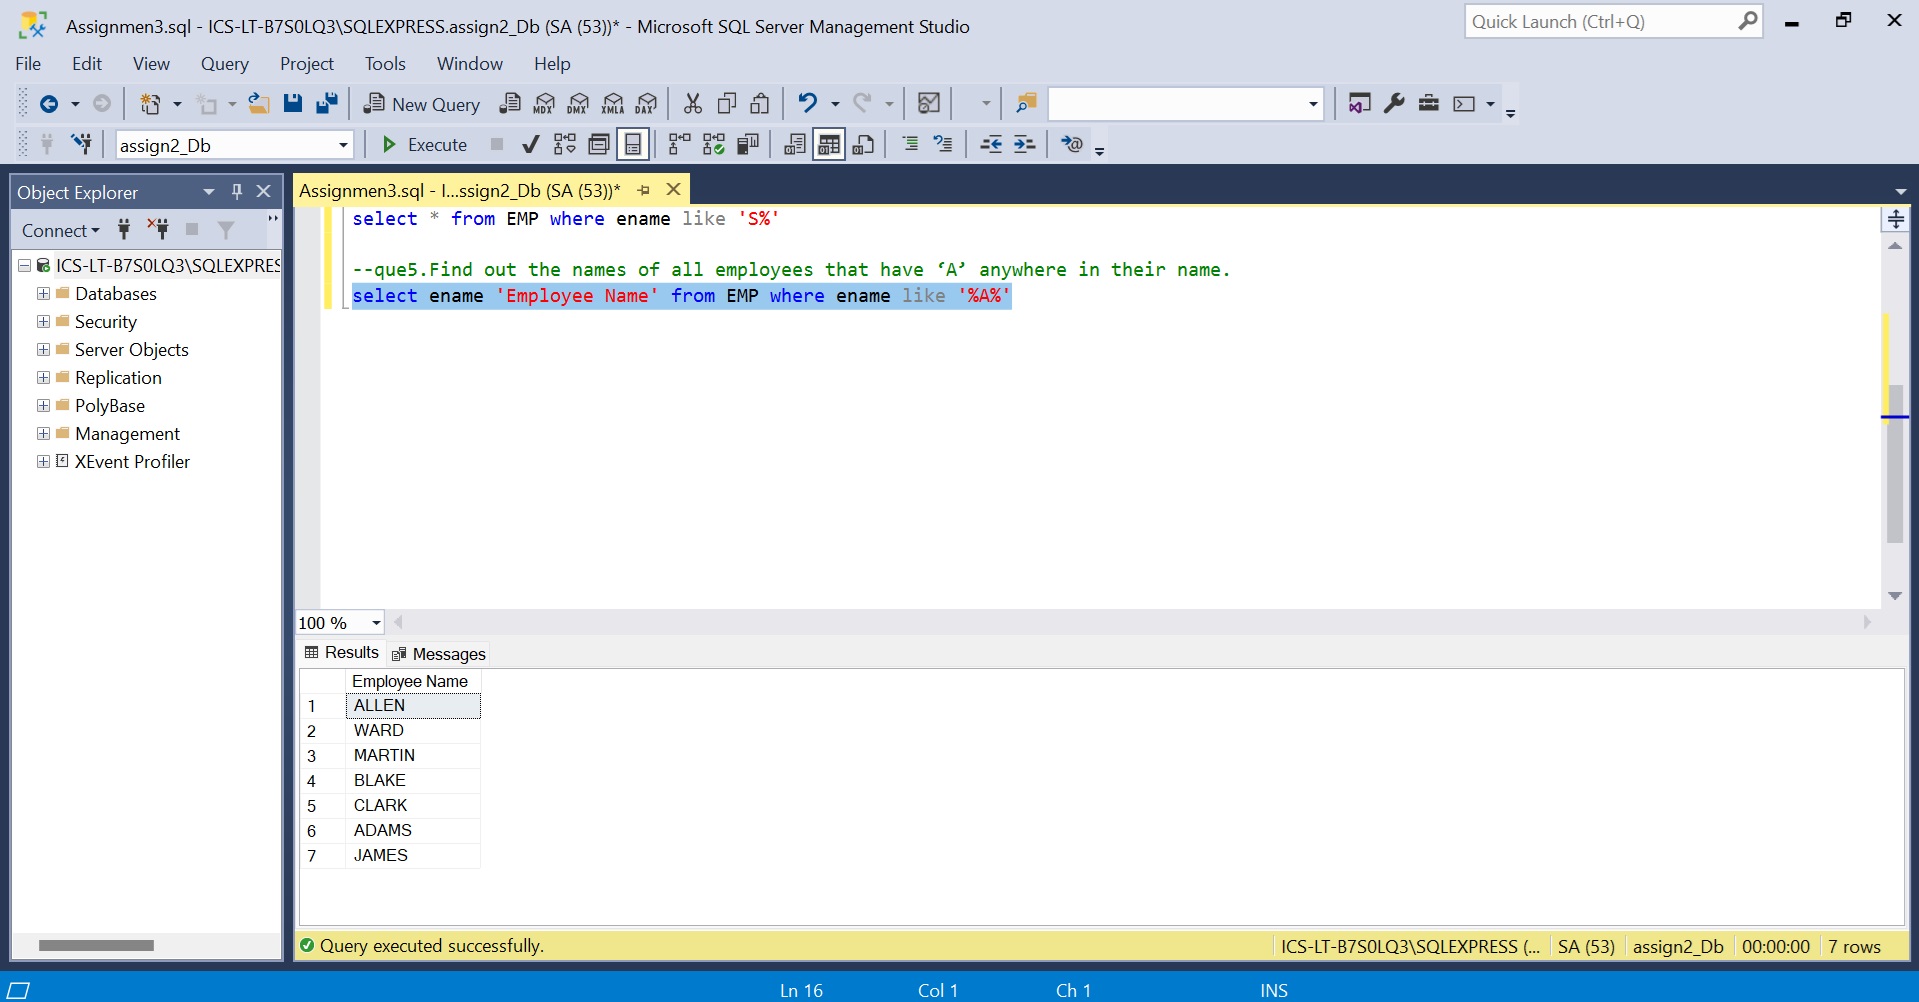 Assignmen3.sql - ICS-LT-B7S0LQ3\SQLEXPRESS.assign2_Db (SA (53))* - Microsoft SQL Server Management Studio
Quick Launch (Ctrl+Q)
File Edit View Query Project Tools Window Help
New Query MDX DMX XMLA DAX
assign2_Db Execute
Object Explorer
Connect
ICS-LT-B7S0LQ3\SQLEXPRES
Databases
Security
Server Objects
Replication
PolyBase
Management
XEvent Profiler
Assignmen3.sql - I...ssign2_Db (SA (53))*
select * from EMP where ename like 'S%'
--que5.Find out the names of all employees that have ‘A’ anywhere in their name.
select ename 'Employee Name' from EMP where ename like '%A%'
100 %
Results Messages
Employee Name
1 ALLEN
2 WARD
3 MARTIN
4 BLAKE
5 CLARK
6 ADAMS
7 JAMES
Query executed successfully. ICS-LT-B7S0LQ3\SQLEXPRESS (... SA (53) assign2_Db 00:00:00 7 rows
Ln 16 Col 1 Ch 1 INS